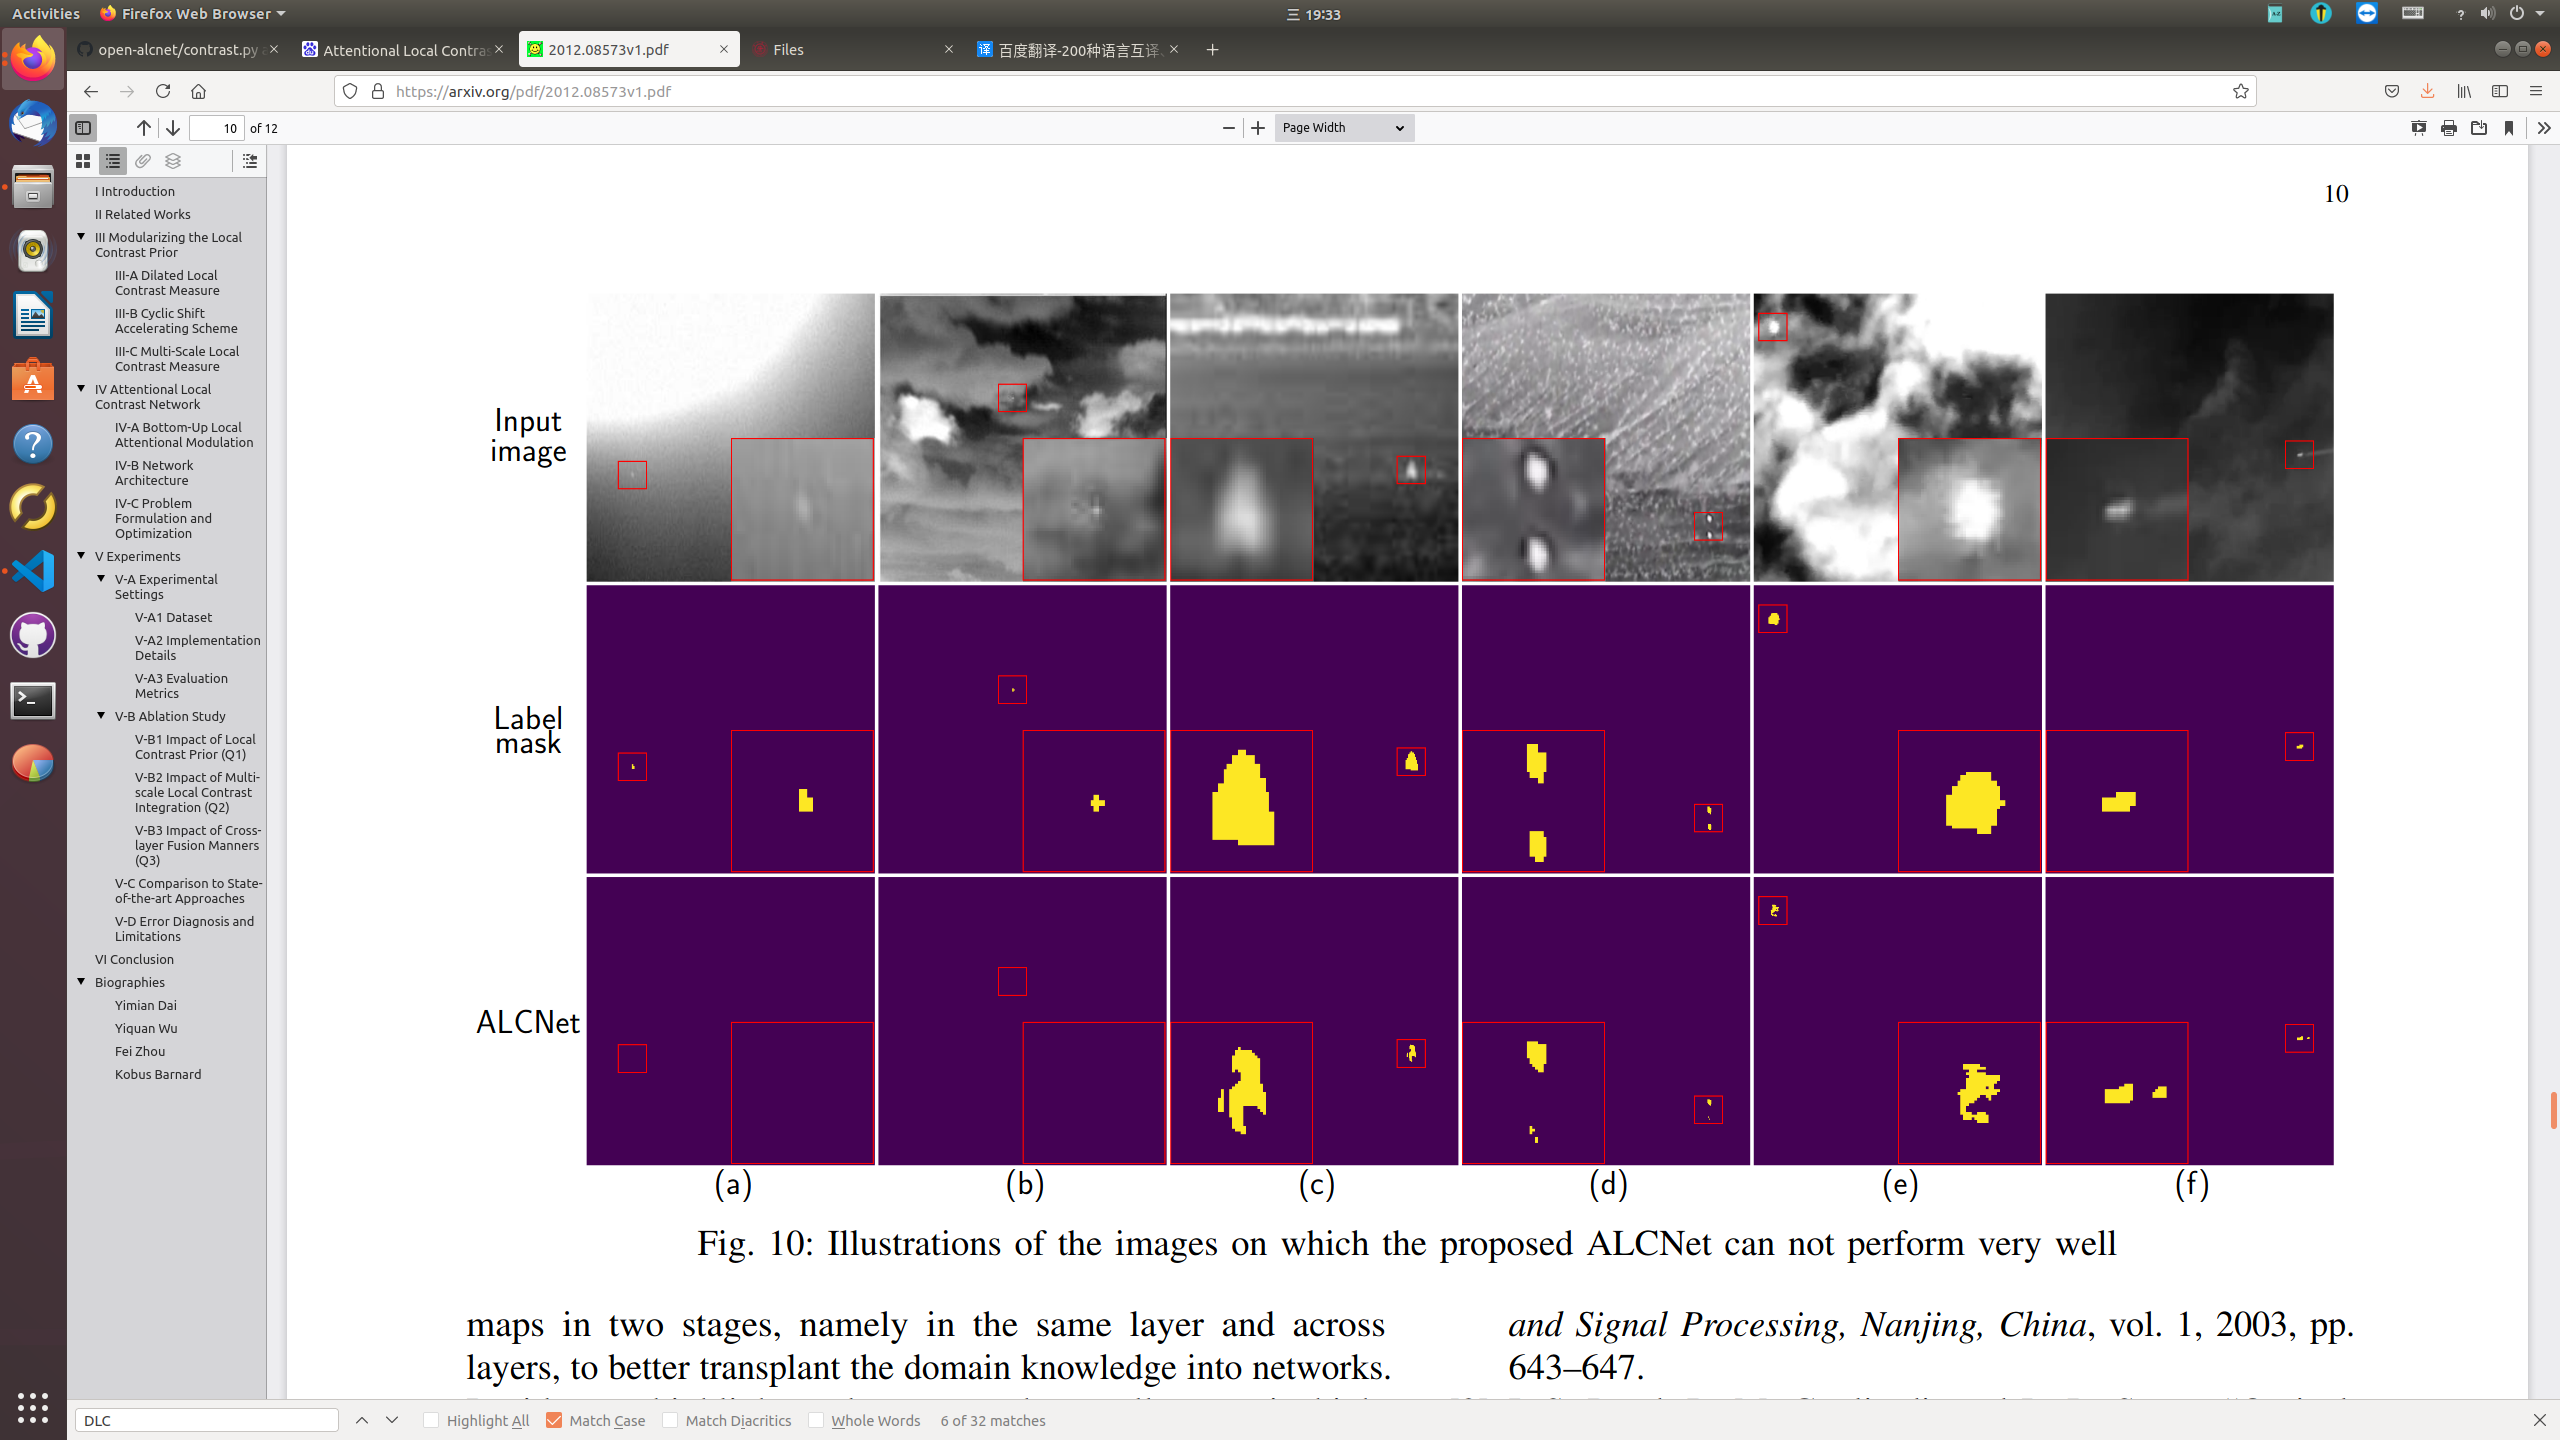 Activities
Firefox Web Browser
三 19:33
open-alcnet/contrast.py
Attentional Local Contras
2012.08573v1.pdf
Files
百度翻译-200种语言互译、
https://arxiv.org/pdf/2012.08573v1.pdf
10 of 12
Page Width
I Introduction
II Related Works
III Modularizing the Local
Contrast Prior
III-A Dilated Local
Contrast Measure
III-B Cyclic Shift
Accelerating Scheme
III-C Multi-Scale Local
Contrast Measure
IV Attentional Local
Contrast Network
IV-A Bottom-Up Local
Attentional Modulation
IV-B Network
Architecture
IV-C Problem
Formulation and
Optimization
V Experiments
V-A Experimental
Settings
V-A1 Dataset
V-A2 Implementation
Details
V-A3 Evaluation
Metrics
V-B Ablation Study
V-B1 Impact of Local
Contrast Prior (Q1)
V-B2 Impact of Multi-
scale Local Contrast
Integration (Q2)
V-B3 Impact of Cross-
layer Fusion Manners
(Q3)
V-C Comparison to State-
of-the-art Approaches
V-D Error Diagnosis and
Limitations
VI Conclusion
Biographies
Yimian Dai
Yiquan Wu
Fei Zhou
Kobus Barnard
10
Input
image
Label
mask
ALCNet
(a) (b) (c) (d) (e) (f)
Fig. 10: Illustrations of the images on which the proposed ALCNet can not perform very well
maps in two stages, namely in the same layer and across
layers, to better transplant the domain knowledge into networks.
and Signal Processing, Nanjing, China, vol. 1, 2003, pp.
643–647.
DLC
Highlight All
Match Case
Match Diacritics
Whole Words
6 of 32 matches